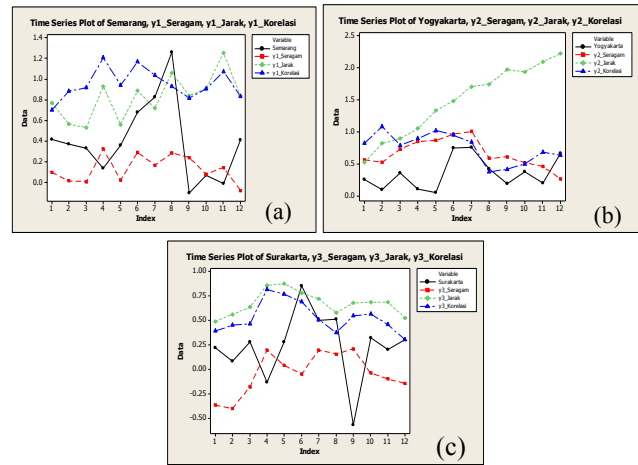 Time Series Plot of Semarang, y1_Seragam, y1_Jarak, y1_Korelasi
Variable
Semarang
y1_Seragam
y1_Jarak
y1_Korelasi
Data
1.4
1.2
1.0
0.8
0.6
0.4
0.2
0.0
1 2 3 4 5 6 7 8 9 10 11 12
Index
(a)
Time Series Plot of Yogyakarta, y2_Seragam, y2_Jarak, y2_Korelasi
Variable
Yogyakarta
y2_Seragam
y2_Jarak
y2_Korelasi
Data
2.5
2.0
1.5
1.0
0.5
0.0
1 2 3 4 5 6 7 8 9 10 11 12
Index
(b)
Time Series Plot of Surakarta, y3_Seragam, y3_Jarak, y3_Korelasi
Variable
Surakarta
y3_Seragam
y3_Jarak
y3_Korelasi
Data
1.00
0.75
0.50
0.25
0.00
-0.25
-0.50
1 2 3 4 5 6 7 8 9 10 11 12
Index
(c)